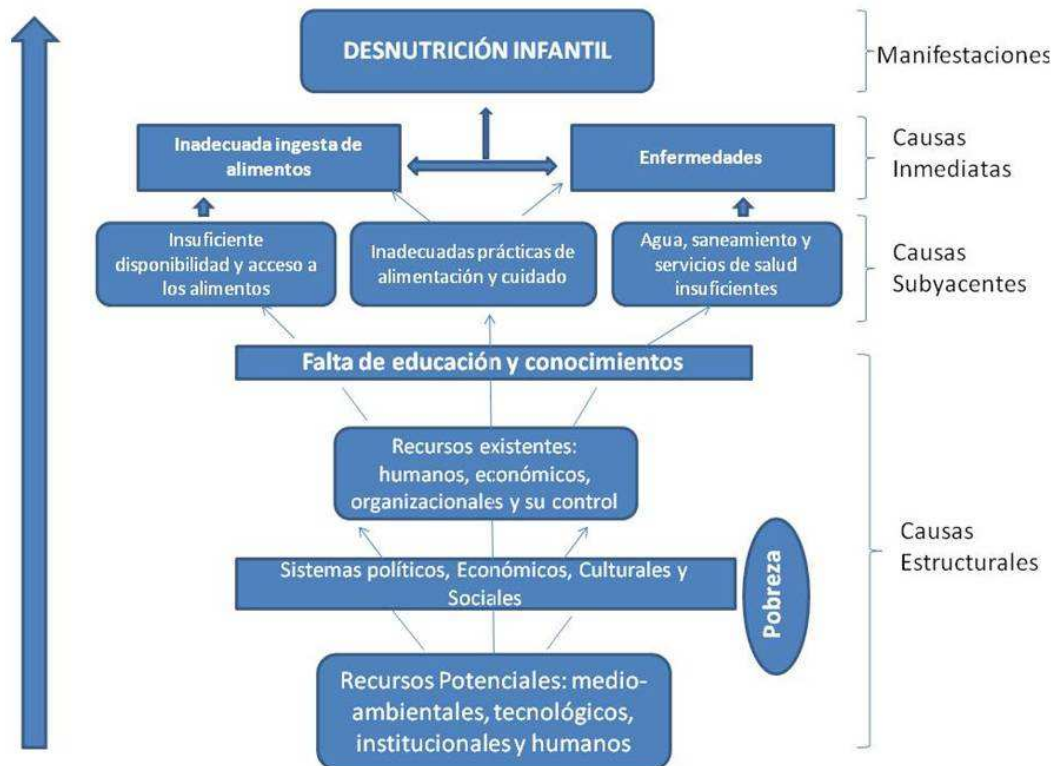 DESNUTRICIÓN INFANTIL
Manifestaciones
Inadecuada ingesta de
alimentos
Enfermedades
Causas
Inmediatas
Insuficiente
disponibilidad y acceso a
los alimentos
Inadecuadas prácticas de
alimentación y cuidado
Agua, saneamiento y
servicios de salud
insuficientes
Causas
Subyacentes
Falta de educación y conocimientos
Recursos existentes:
humanos, económicos,
organizacionales y su control
Sistemas políticos, Económicos, Culturales y
Sociales
Pobreza
Causas
Estructurales
Recursos Potenciales: medio-
ambientales, tecnológicos,
institucionales y humanos